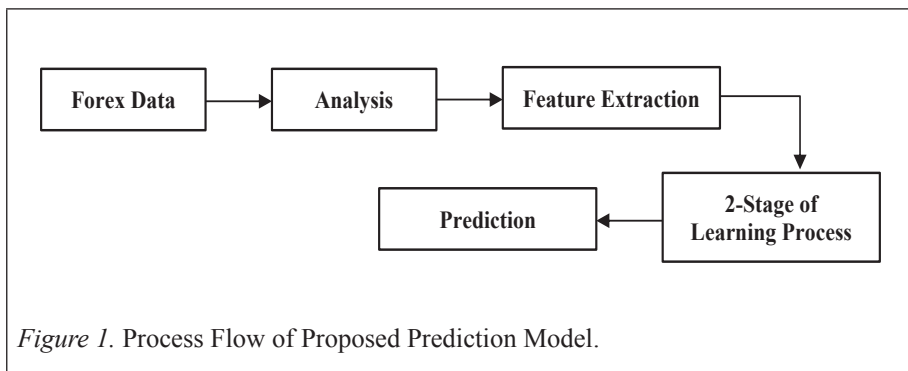 Forex Data
Analysis
Feature Extraction
2-Stage of
Learning Process
Prediction
Figure 1. Process Flow of Proposed Prediction Model.